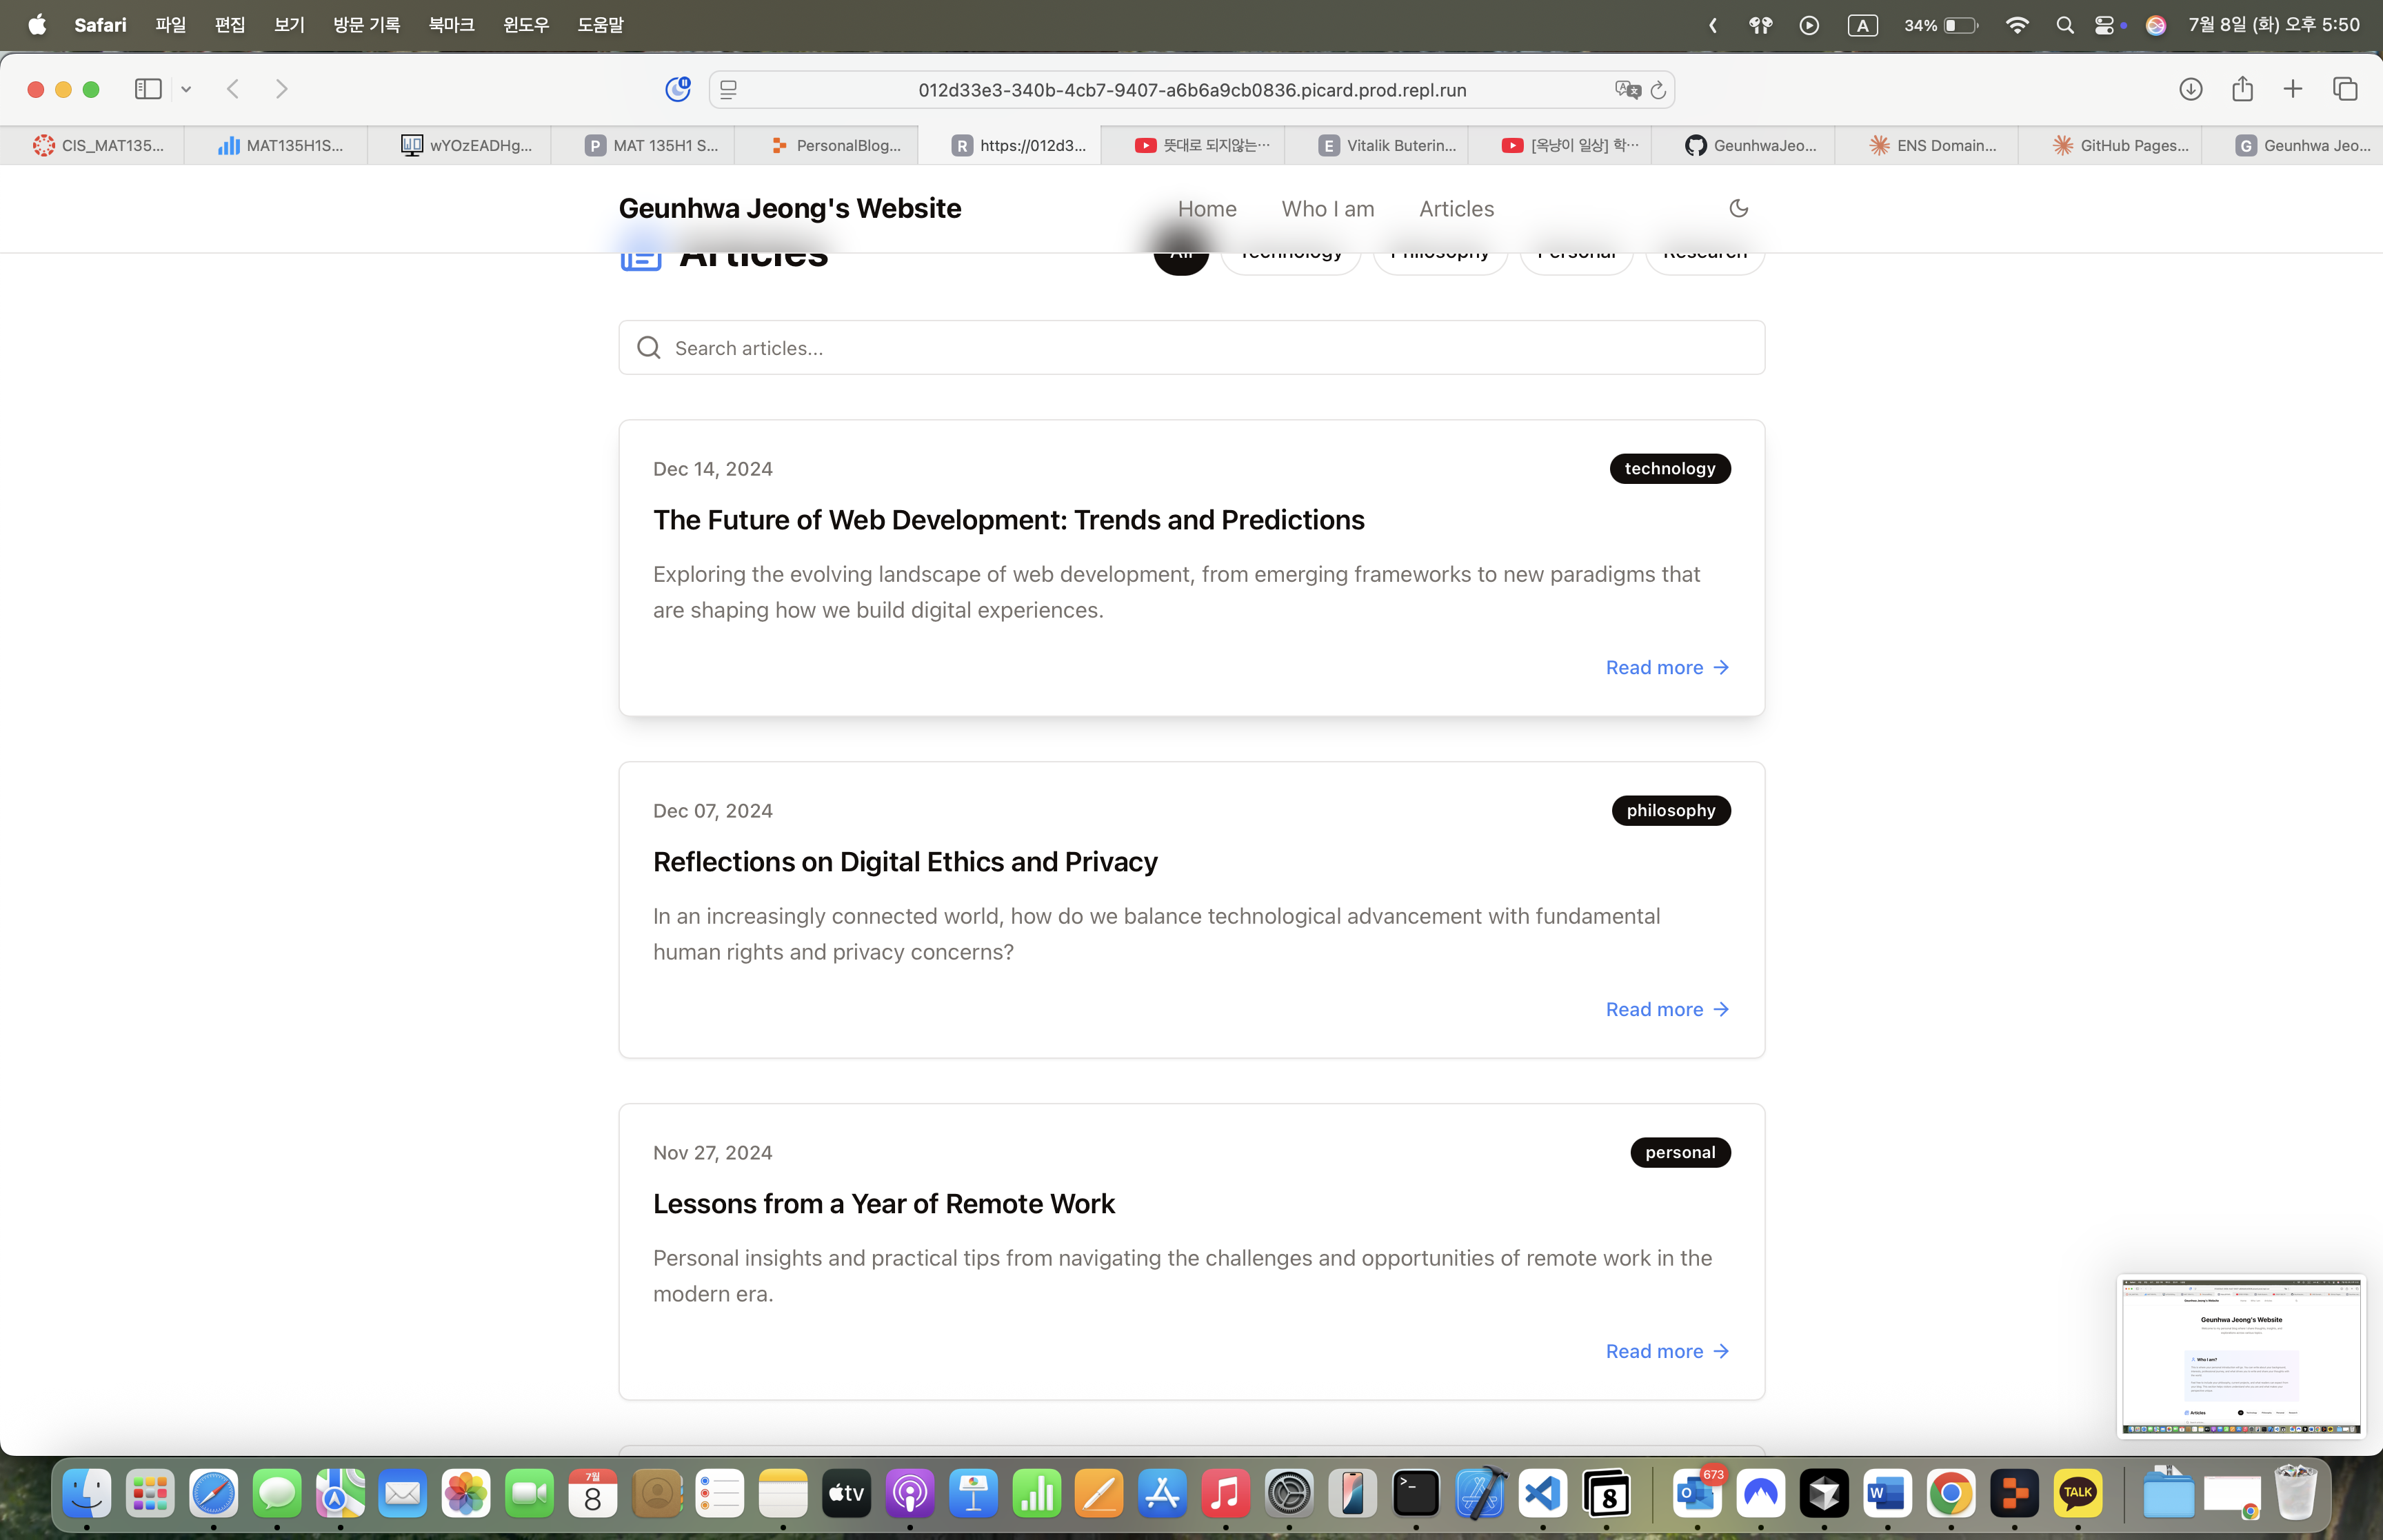 Safari 파일 편집 보기 방문 기록 북마크 윈도우 도움말 A 34% 7월 8일 (화) 오후 5:50
012d33e3-340b-4cb7-9407-a6b6a9cb0836.picard.prod.repl.run
CIS_MAT135... MAT135H1S... wYOzEADHg... P MAT 135H1 S... PersonalBlog... R https://012d3... 뜻대로 되지않는... E Vitalik Buterin... [옥냥이 일상] 학... GeunhwaJeo... ENS Domain... GitHub Pages... G Geunhwa Jeo...
Geunhwa Jeong's Website Home Who I am Articles
Articles All Technology Philosophy Personal Research
Search articles...
Dec 14, 2024 technology
The Future of Web Development: Trends and Predictions
Exploring the evolving landscape of web development, from emerging frameworks to new paradigms that
are shaping how we build digital experiences.
Read more →
Dec 07, 2024 philosophy
Reflections on Digital Ethics and Privacy
In an increasingly connected world, how do we balance technological advancement with fundamental
human rights and privacy concerns?
Read more →
Nov 27, 2024 personal
Lessons from a Year of Remote Work
Personal insights and practical tips from navigating the challenges and opportunities of remote work in the
modern era.
Read more →
Geunhwa Jeong's Website
Who I am?
Articles
7월
8
tv
8
673
TALK